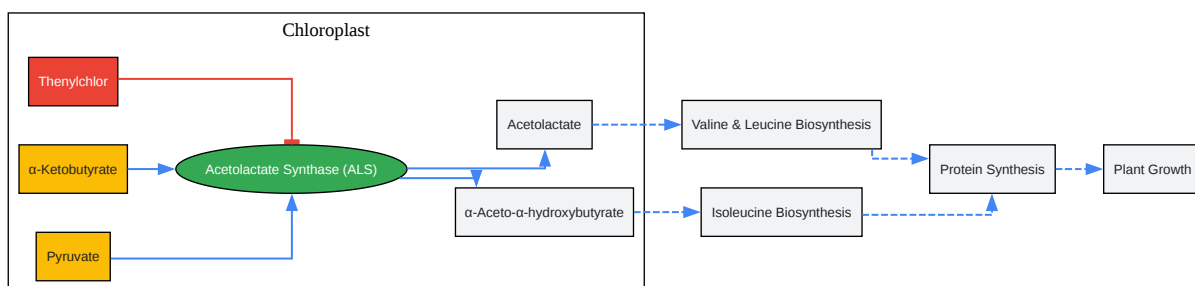 Chloroplast
Thenylchlor
Acetolactate
Valine & Leucine Biosynthesis
α-Ketobutyrate
Acetolactate Synthase (ALS)
Protein Synthesis
Plant Growth
α-Aceto-α-hydroxybutyrate
Isoleucine Biosynthesis
Pyruvate